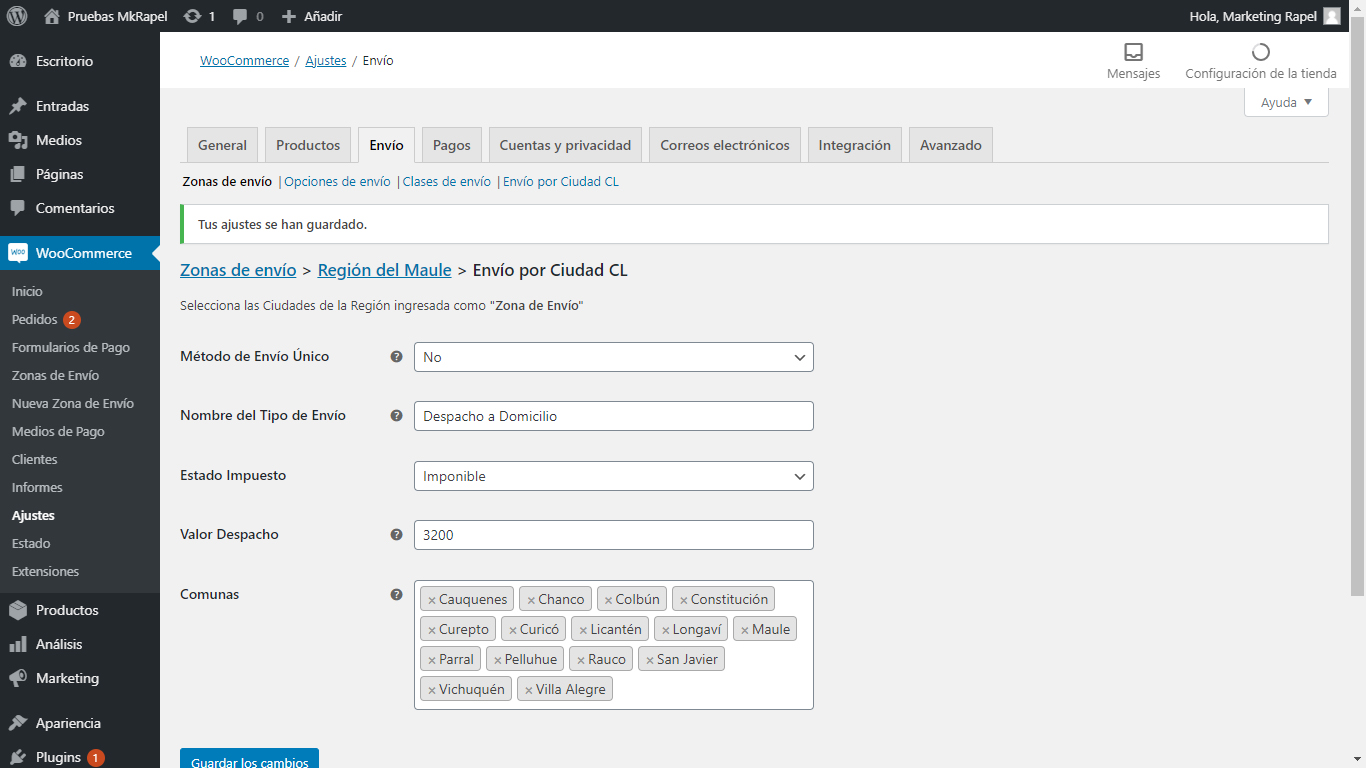 Pruebas MkRapel 1 0 Añadir Hola, Marketing Rapel
Escritorio
Entradas
Medios
Páginas
Comentarios
WOO WooCommerce
Inicio
Pedidos 2
Formularios de Pago
Zonas de Envío
Nueva Zona de Envío
Medios de Pago
Clientes
Informes
Ajustes
Estado
Extensiones
Productos
Análisis
Marketing
Apariencia
Plugins 1
WooCommerce / Ajustes / Envío
Mensajes
Configuración de la tienda
Ayuda
General Productos Envío Pagos Cuentas y privacidad Correos electrónicos Integración Avanzado
Zonas de envío | Opciones de envío | Clases de envío | Envío por Ciudad CL
Tus ajustes se han guardado.
Zonas de envío > Región del Maule > Envío por Ciudad CL
Selecciona las Ciudades de la Región ingresada como "Zona de Envío"
Método de Envío Único ? No
Nombre del Tipo de Envío ? Despacho a Domicilio
Estado Impuesto Imponible
Valor Despacho ? 3200
Comunas ? × Cauquenes × Chanco × Colbún × Constitución
× Curepto × Curicó × Licantén × Longaví × Maule
× Parral × Pelluhue × Rauco × San Javier
× Vichuquén × Villa Alegre
Guardar los cambios